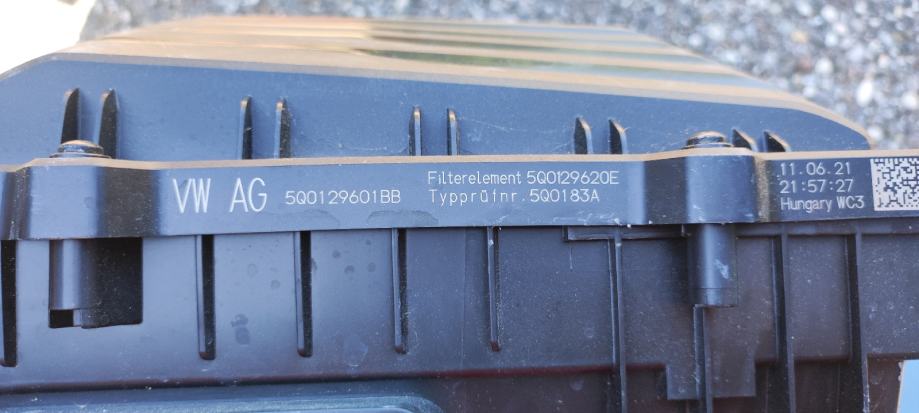 VW AG 5Q0129601BB
Filterelement 5Q0129620E
Typprüfnr. 5Q0183A
11.06.21
21:57:27
Hungary WC3